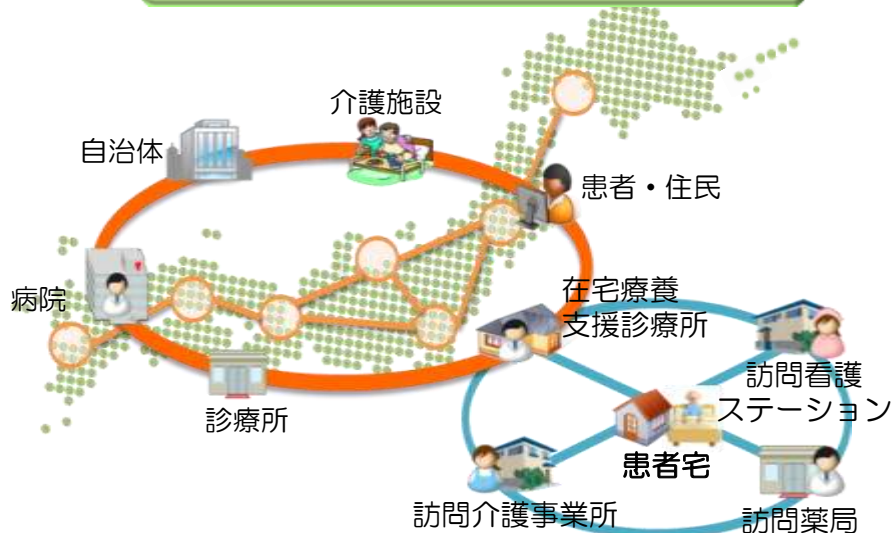 介護施設
自治体
患者・住民
病院
在宅療養
支援診療所
訪問看護
ステーション
診療所
患者宅
訪問介護事業所
訪問薬局